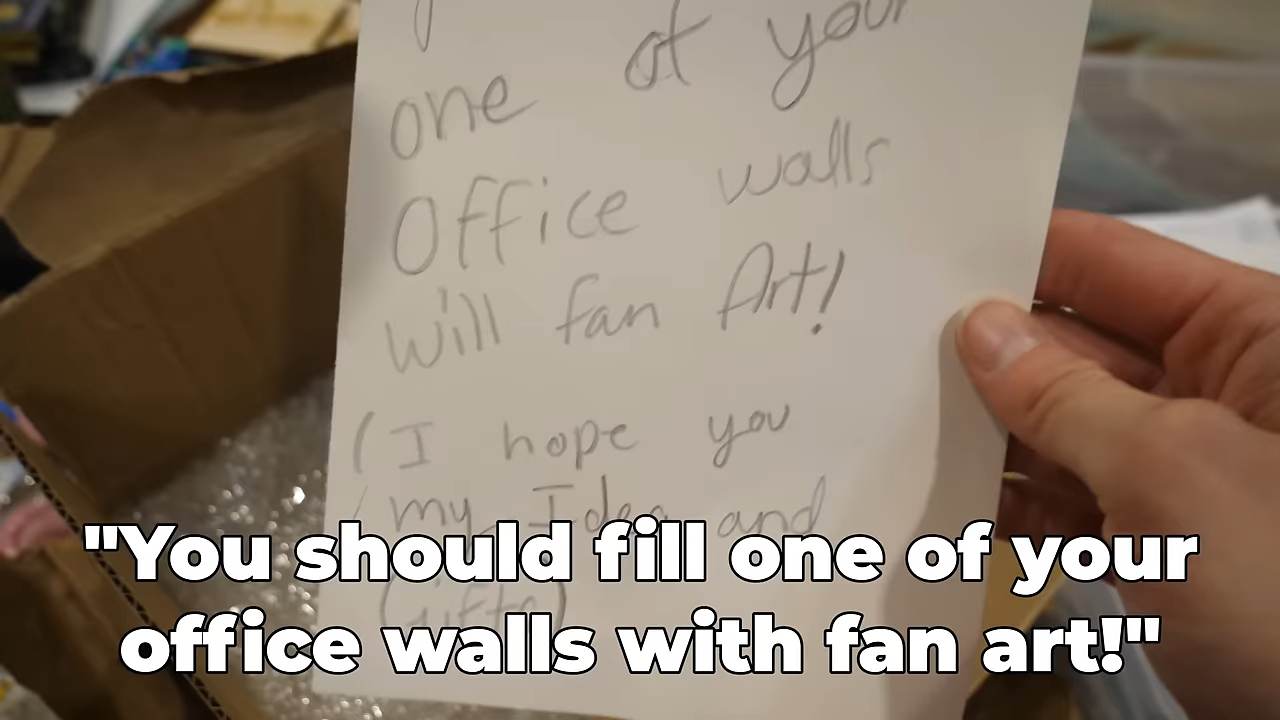 one of your
Office walls
will fan Art!
(I hope you
my Idea and
gifts)
"You should fill one of your
office walls with fan art!"